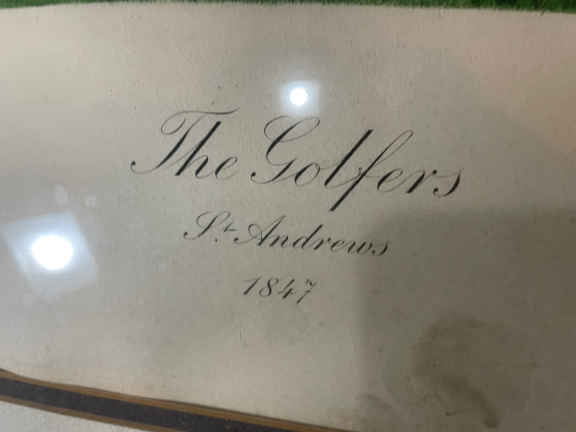 The Golfers
St. Andrews
1847